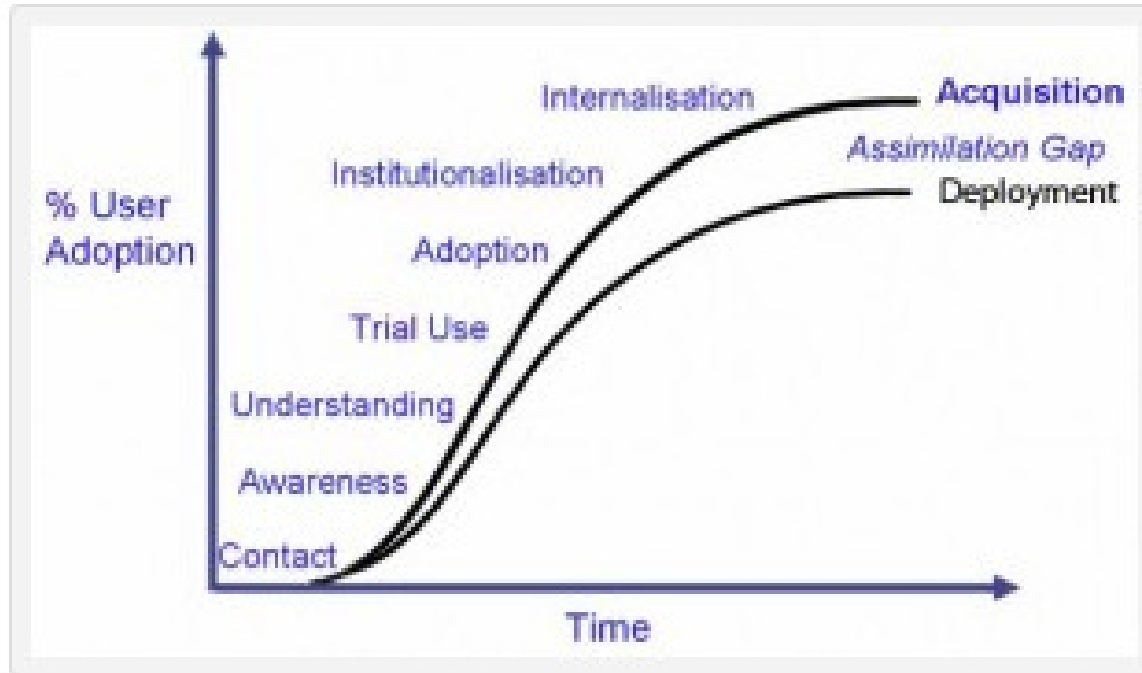 Internalisation
Acquisition
Assimilation Gap
Institutionalisation
Deployment
% User
Adoption
Adoption
Trial Use
Understanding
Awareness
Contact
Time